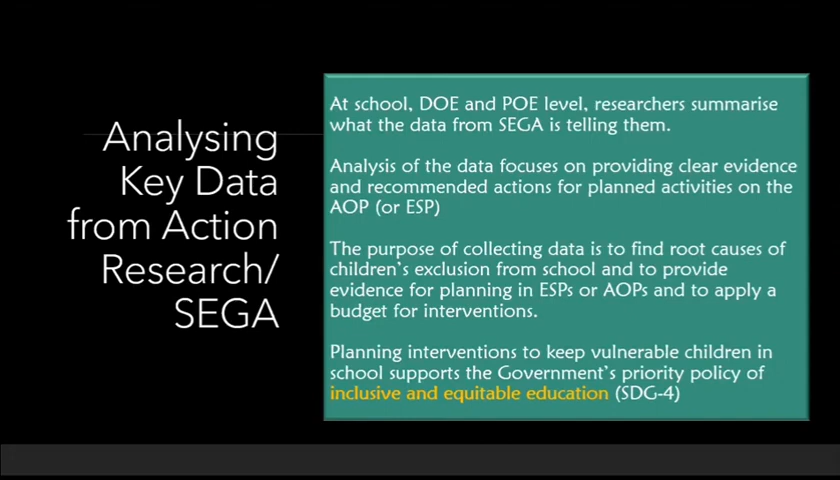 Analysing
Key Data
from Action
Research/
SEGA
At school, DOE and POE level, researchers summarise
what the data from SEGA is telling them.
Analysis of the data focuses on providing clear evidence
and recommended actions for planned activities on the
AOP (or ESP)
The purpose of collecting data is to find root causes of
children's exclusion from school and to provide
evidence for planning in ESPs or AOPs and to apply a
budget for interventions.
Planning interventions to keep vulnerable children in
school supports the Government's priority policy of
inclusive and equitable education (SDG-4)